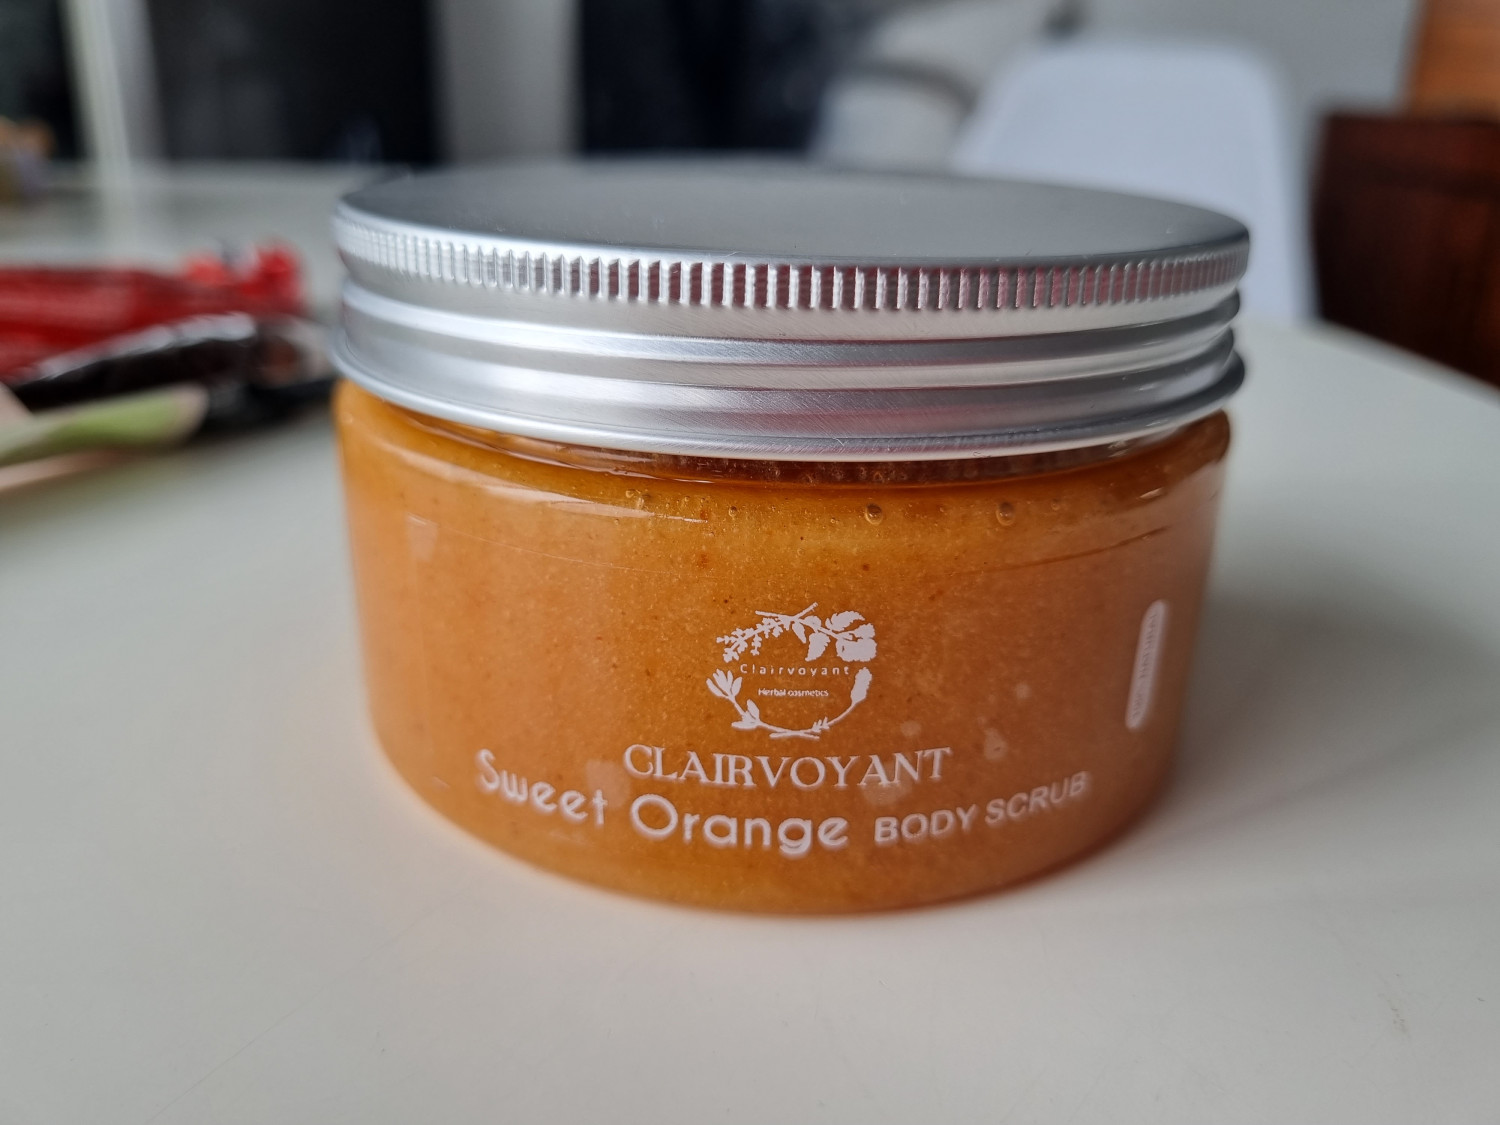 Clairvoyant
Herbal cosmetics
CLAIRVOYANT
Sweet Orange BODY SCRUB